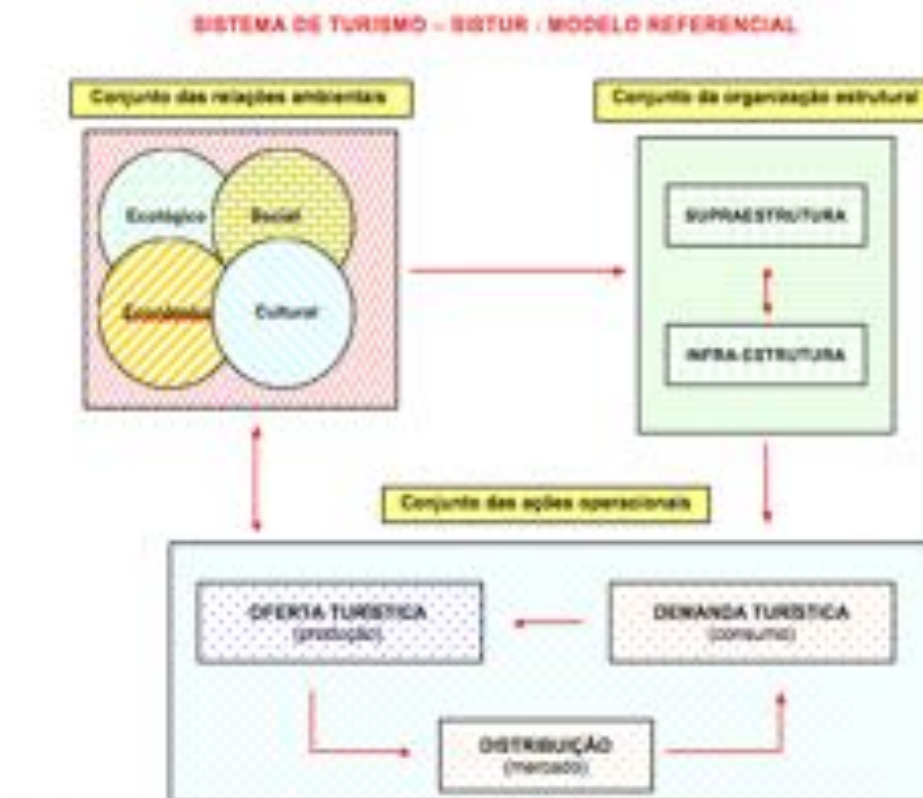 SISTEMA DE TURISMO – SISTUR : MODELO REFERENCIAL
Conjunto das relações ambientais
Conjunto da organização estrutural
Ecológico
Social
Econômico
Cultural
SUPRAESTRUTURA
INFRA-ESTRUTURA
Conjunto das ações operacionais
OFERTA TURÍSTICA
(produção)
DEMANDA TURÍSTICA
(consumo)
DISTRIBUIÇÃO
(mercado)